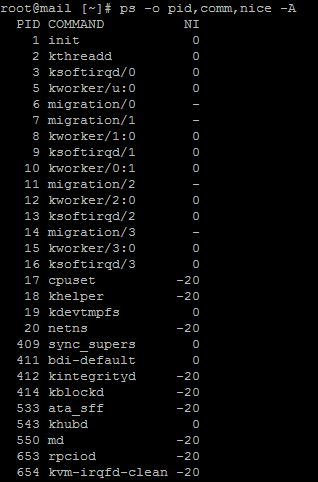 root@mail [~]# ps -o pid,comm,nice -A
  PID COMMAND          NI
    1 init              0
    2 kthreadd          0
    3 ksoftirqd/0       0
    5 kworker/u:0       0
    6 migration/0       -
    7 migration/1       -
    8 kworker/1:0       0
    9 ksoftirqd/1       0
   10 kworker/0:1       0
   11 migration/2       -
   12 kworker/2:0       0
   13 ksoftirqd/2       0
   14 migration/3       -
   15 kworker/3:0       0
   16 ksoftirqd/3       0
   17 cpuset          -20
   18 khelper         -20
   19 kdevtmpfs         0
   20 netns           -20
  409 sync_supers       0
  411 bdi-default       0
  412 kintegrityd     -20
  414 kblockd         -20
  533 ata_sff         -20
  543 khubd             0
  550 md              -20
  653 rpciod          -20
  654 kvm-irqfd-clean -20